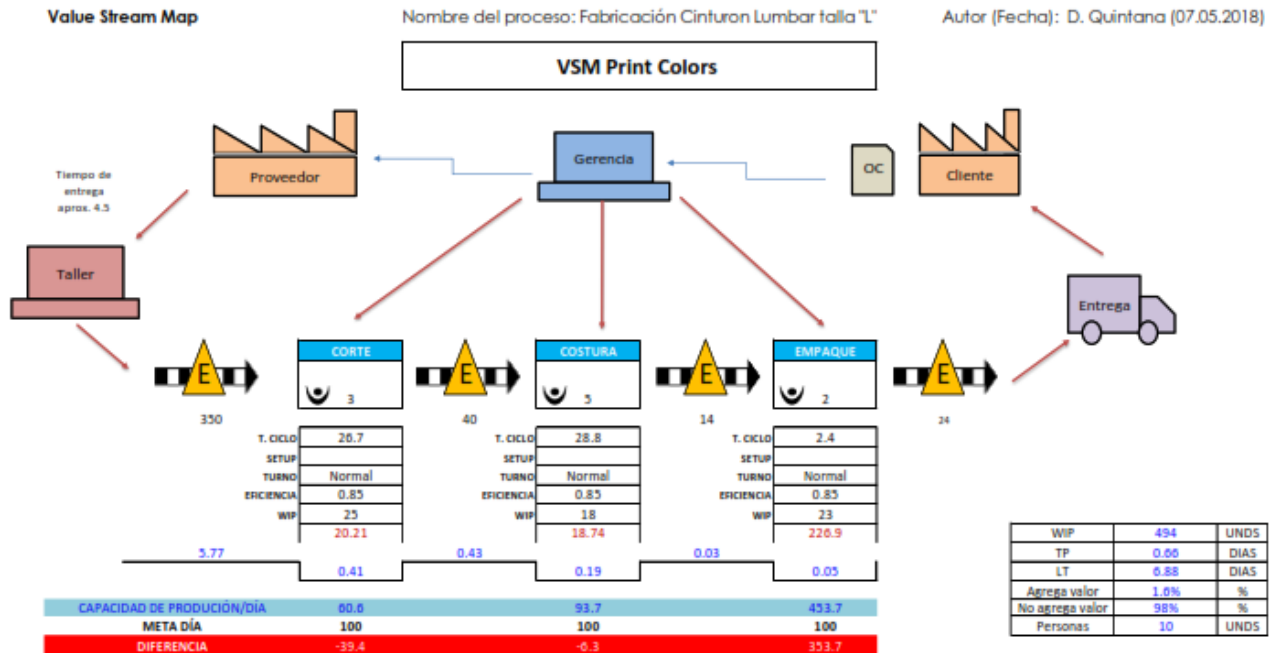 Value Stream Map
Nombre del proceso: Fabricación Cinturon Lumbar talla "L"
Autor (Fecha): D. Quintana (07.05.2018)
VSM Print Colors
Proveedor
Gerencia
OC
Cliente
Tiempo de
entrega
aprox. 4.5
Taller
Entrega
E
CORTE
3
E
COSTURA
5
E
EMPAQUE
2
E
350
40
14
24
T. CICLO 26.7
SETUP
TURNO Normal
EFICIENCIA 0.85
WIP 25
20.21
T. CICLO 28.8
SETUP
TURNO Normal
EFICIENCIA 0.85
WIP 18
18.74
T. CICLO 2.4
SETUP
TURNO Normal
EFICIENCIA 0.85
WIP 23
226.9
5.77 0.43 0.03
0.41 0.19 0.05
CAPACIDAD DE PRODUCIÓN/DÍA 60.6 93.7 453.7
META DÍA 100 100 100
DIFERENCIA -39.4 -6.3 353.7
WIP 494 UNDS
TP 0.66 DIAS
LT 6.88 DIAS
Agrega valor 1.6% %
No agrega valor 98% %
Personas 10 UNDS